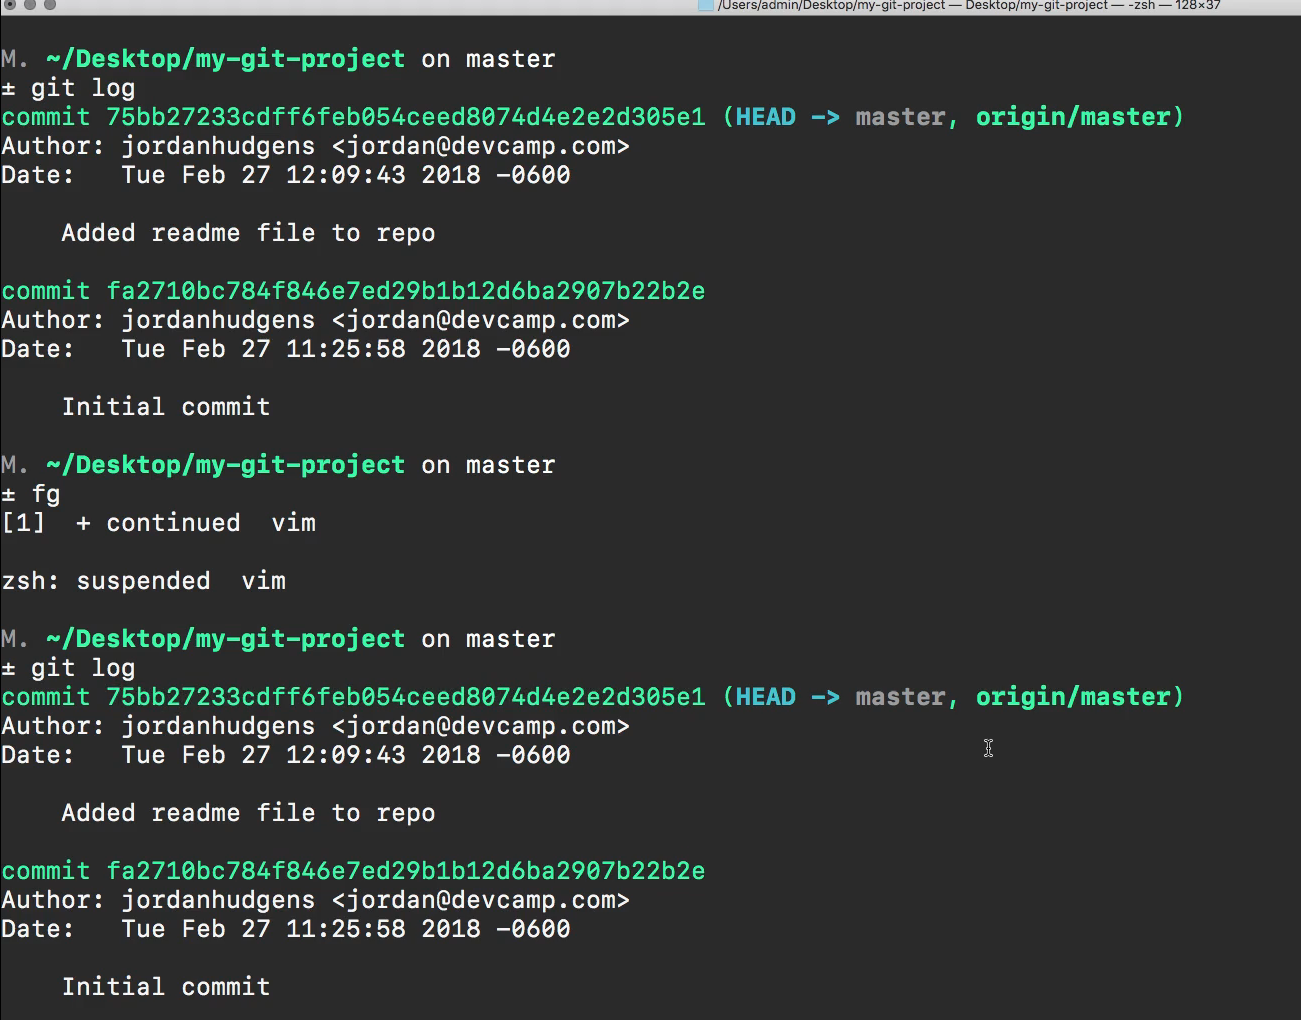 /Users/admin/Desktop/my-git-project — Desktop/my-git-project — -zsh — 128×37
M. ~/Desktop/my-git-project on master
± git log
commit 75bb27233cdff6feb054ceed8074d4e2e2d305e1 (HEAD -> master, origin/master)
Author: jordanhudgens <jordan@devcamp.com>
Date:   Tue Feb 27 12:09:43 2018 -0600
Added readme file to repo
commit fa2710bc784f846e7ed29b1b12d6ba2907b22b2e
Author: jordanhudgens <jordan@devcamp.com>
Date:   Tue Feb 27 11:25:58 2018 -0600
Initial commit
M. ~/Desktop/my-git-project on master
± fg
[1]  + continued  vim
zsh: suspended  vim
M. ~/Desktop/my-git-project on master
± git log
commit 75bb27233cdff6feb054ceed8074d4e2e2d305e1 (HEAD -> master, origin/master)
Author: jordanhudgens <jordan@devcamp.com>
Date:   Tue Feb 27 12:09:43 2018 -0600
Added readme file to repo
commit fa2710bc784f846e7ed29b1b12d6ba2907b22b2e
Author: jordanhudgens <jordan@devcamp.com>
Date:   Tue Feb 27 11:25:58 2018 -0600
Initial commit